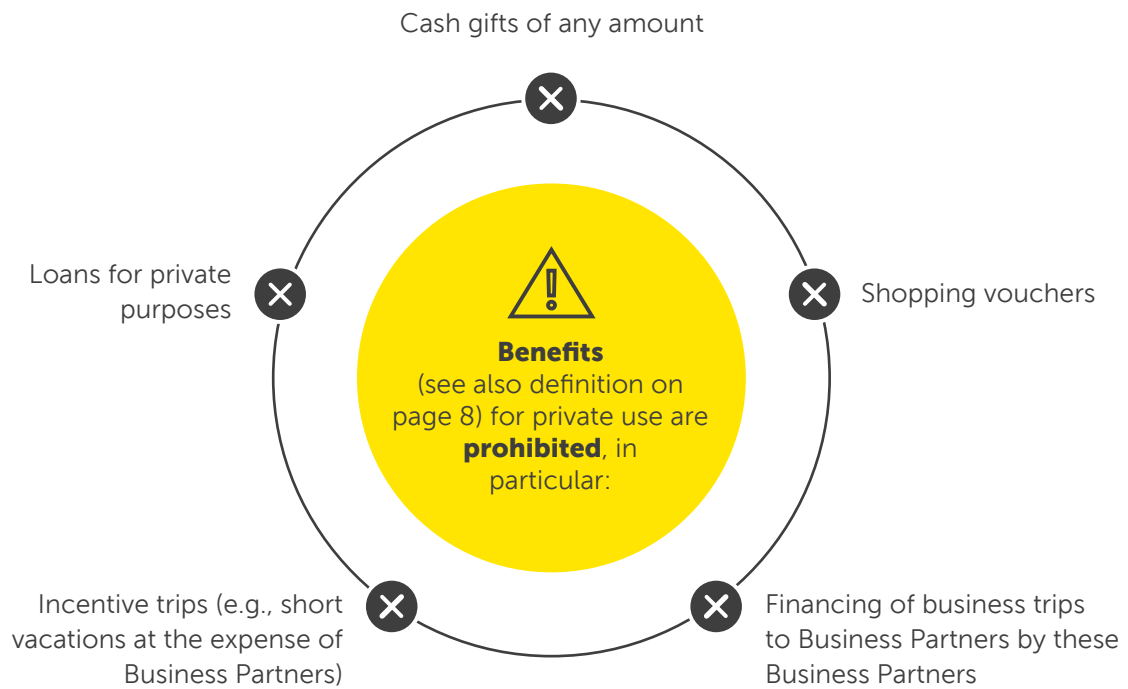 Cash gifts of any amount
Loans for private
purposes
Shopping vouchers
Benefits
(see also definition on
page 8) for private use are
prohibited, in
particular:
Incentive trips (e.g., short
vacations at the expense of
Business Partners)
Financing of business trips
to Business Partners by these
Business Partners